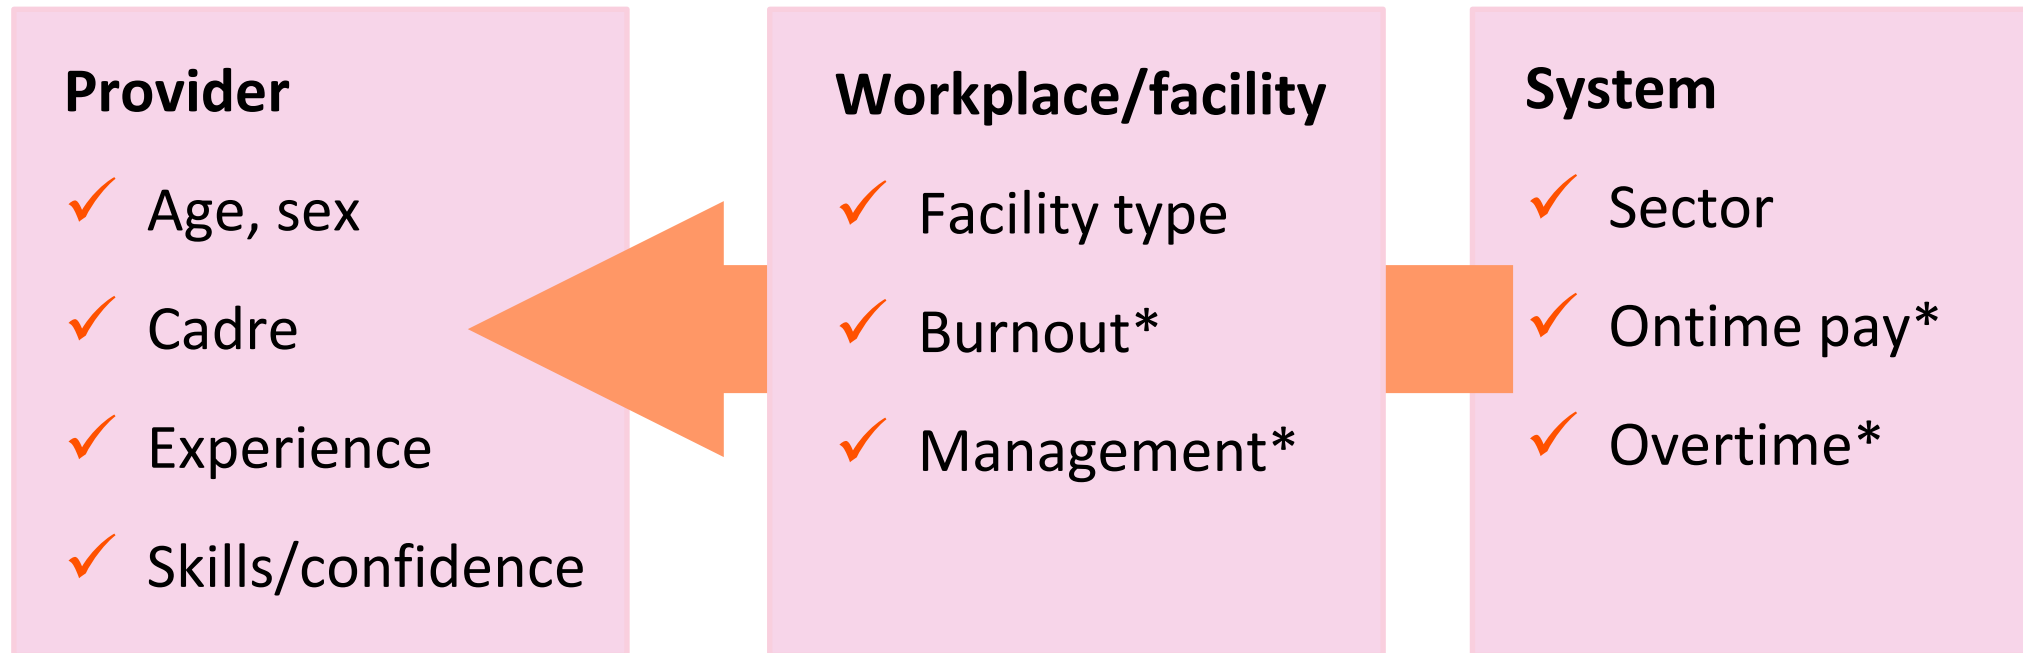 Provider
✓ Age, sex
✓ Cadre
✓ Experience
✓ Skills/confidence
Workplace/facility
✓ Facility type
✓ Burnout*
✓ Management*
System
✓ Sector
✓ Ontime pay*
✓ Overtime*